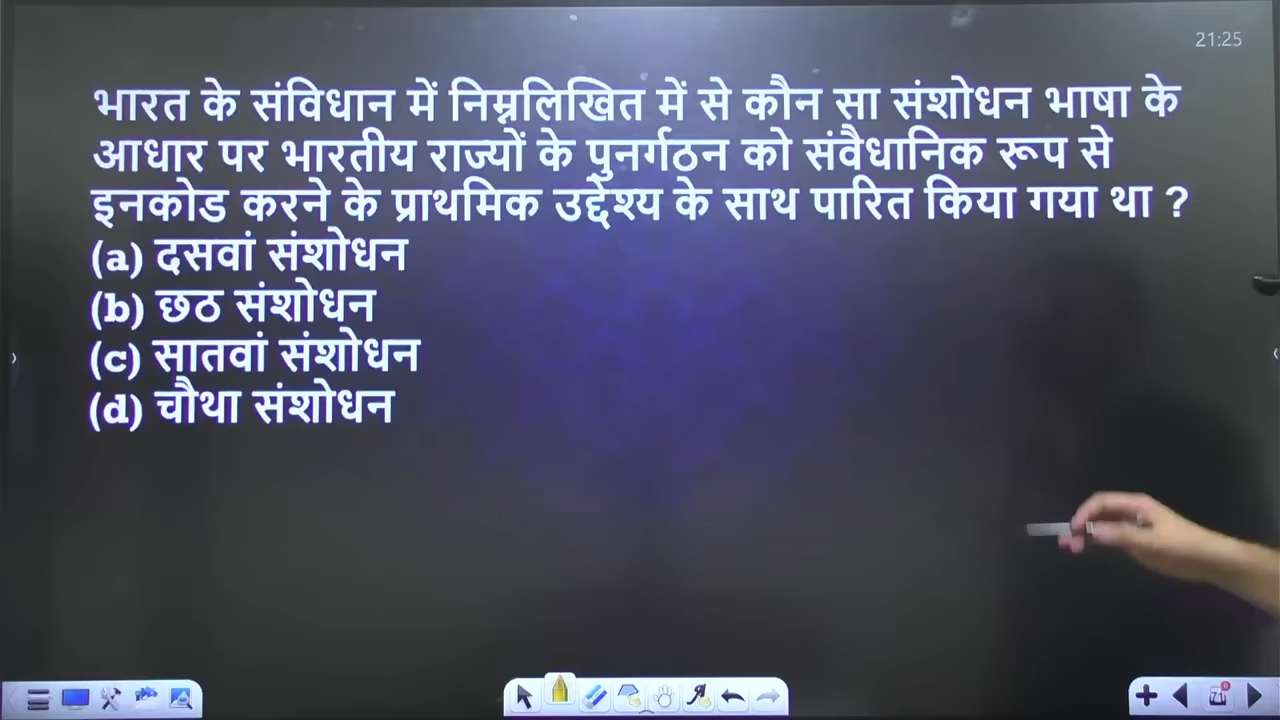 21:25
भारत के संविधान में निम्नलिखित में से कौन सा संशोधन भाषा के
आधार पर भारतीय राज्यों के पुनर्गठन को संवैधानिक रूप से
इनकोड करने के प्राथमिक उद्देश्य के साथ पारित किया गया था ?
(a) दसवां संशोधन
(b) छठ संशोधन
(c) सातवां संशोधन
(d) चौथा संशोधन